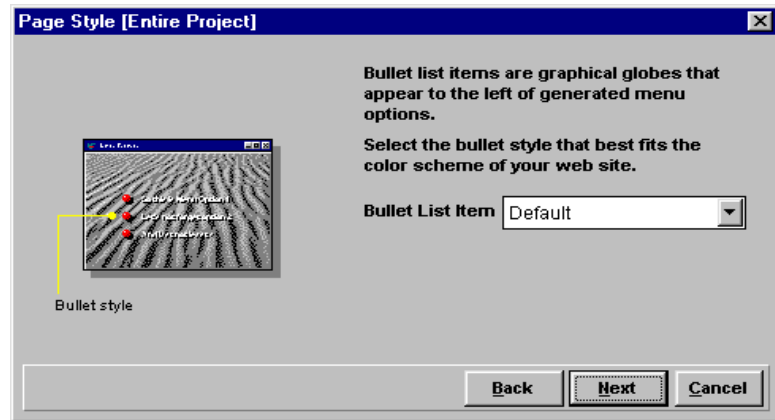 Page Style [Entire Project]
Bullet list items are graphical globes that
appear to the left of generated menu
options.
Select the bullet style that best fits the
color scheme of your web site.
Bullet List Item Default
Bullet style
Back Next Cancel